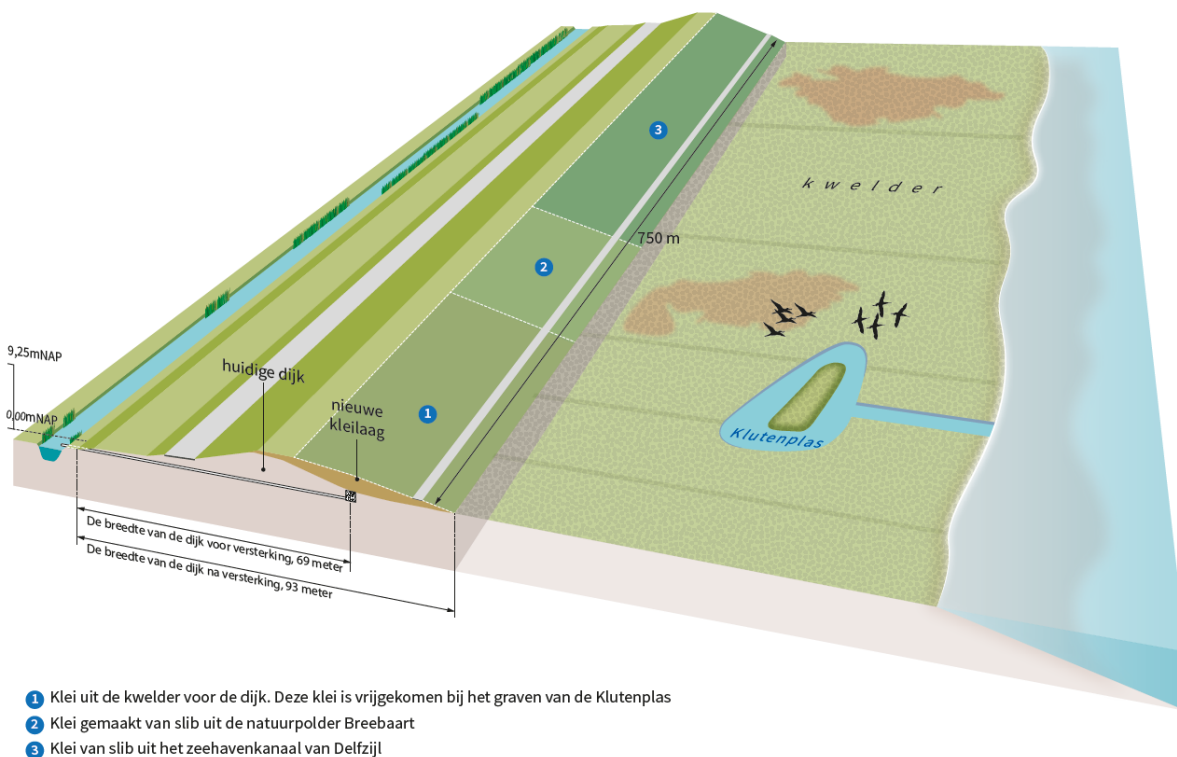 3
kwelder
750 m
2
9,25mNAP
huidige dijk
0,00mNAP
nieuwe
kleilaag
1
Klutenplas
De breedte van de dijk voor versterking, 69 meter
De breedte van de dijk na versterking, 93 meter
1 Klei uit de kwelder voor de dijk. Deze klei is vrijgekomen bij het graven van de Klutenplas
2 Klei gemaakt van slib uit de natuurpolder Breebaart
3 Klei van slib uit het zeehavenkanaal van Delfzijl